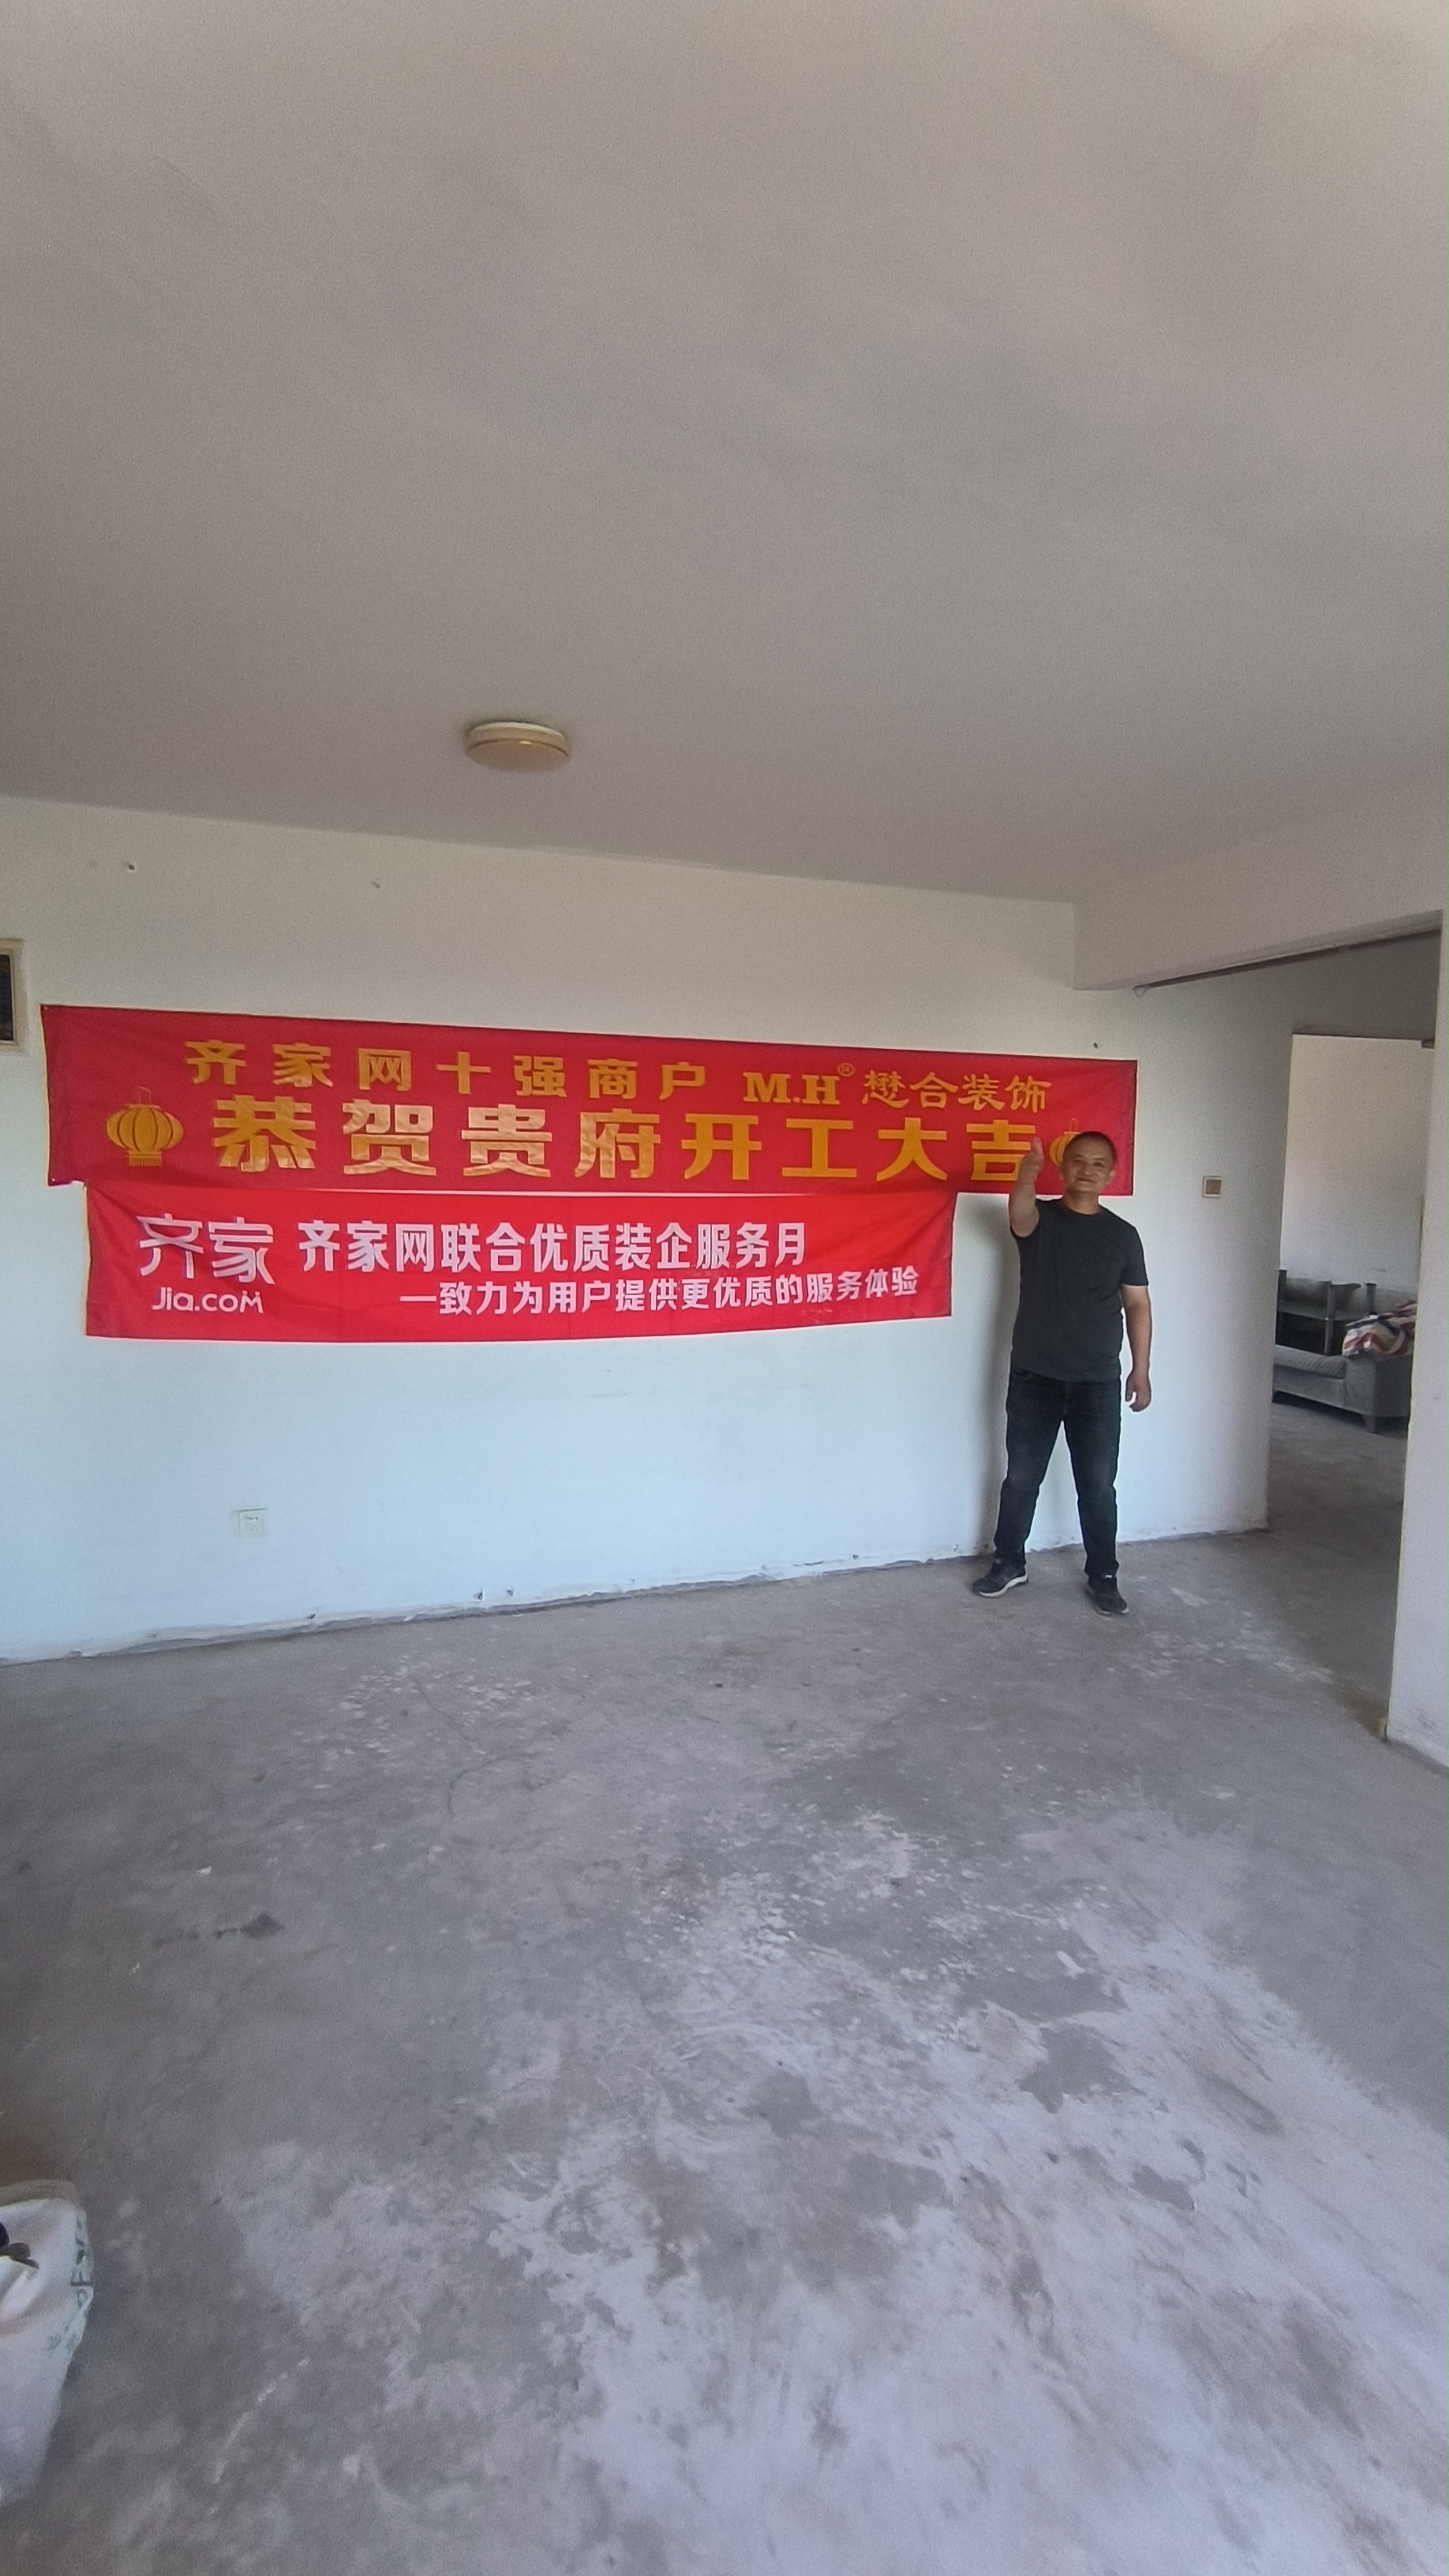 齐家网十强商户 M.H® 懋合装饰
恭贺贵府开工大吉
齐家 齐家网联合优质装企服务月
Jia.com —致力为用户提供更优质的服务体验